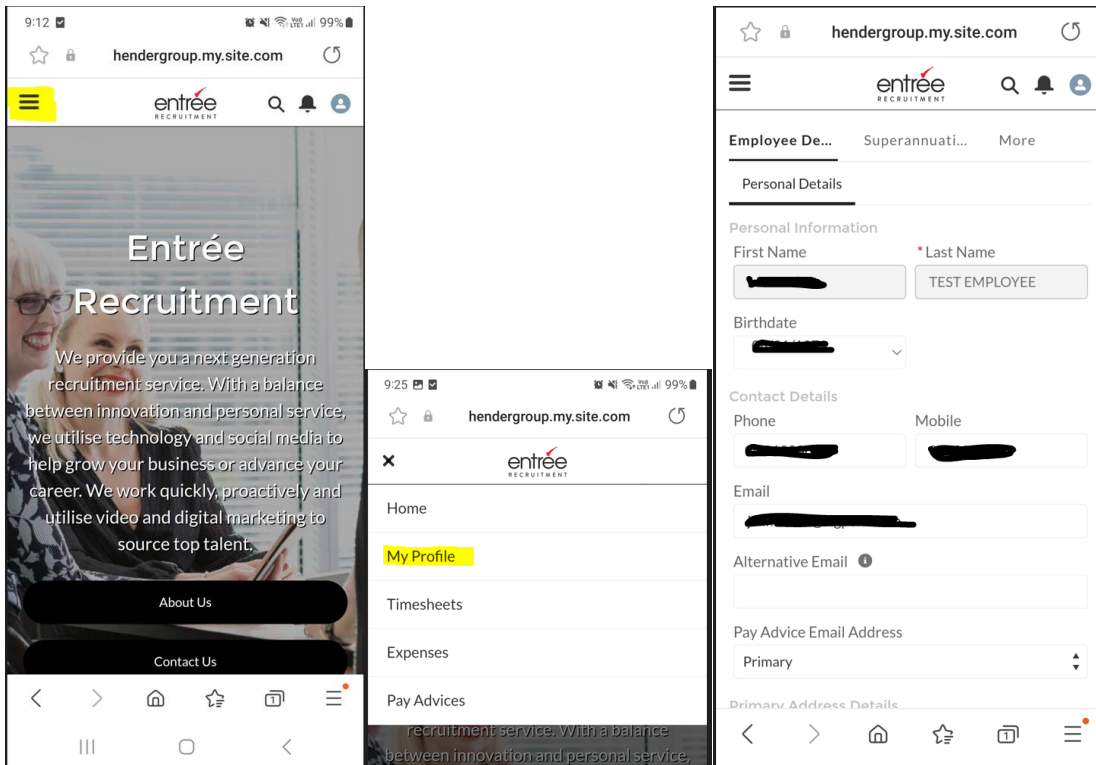 9:12
Vo)) LTE1 99%
hendergroup.my.site.com
entrée
RECRUITMENT
Entrée
Recruitment
We provide you a next generation
recruitment service. With a balance
between innovation and personal service,
we utilise technology and social media to
help grow your business or advance your
career. We work quickly, proactively and
utilise video and digital marketing to
source top talent.
About Us
Contact Us
1
9:25
Vo)) LTE1 99%
hendergroup.my.site.com
entrée
RECRUITMENT
Home
My Profile
Timesheets
Expenses
Pay Advices
recruitment service. With a balance
between innovation and personal service,
hendergroup.my.site.com
entrée
RECRUITMENT
Employee De... Superannuati... More
Personal Details
Personal Information
First Name *Last Name
TEST EMPLOYEE
Birthdate
Contact Details
Phone Mobile
Email
Alternative Email
Pay Advice Email Address
Primary
Primary Address Details
1